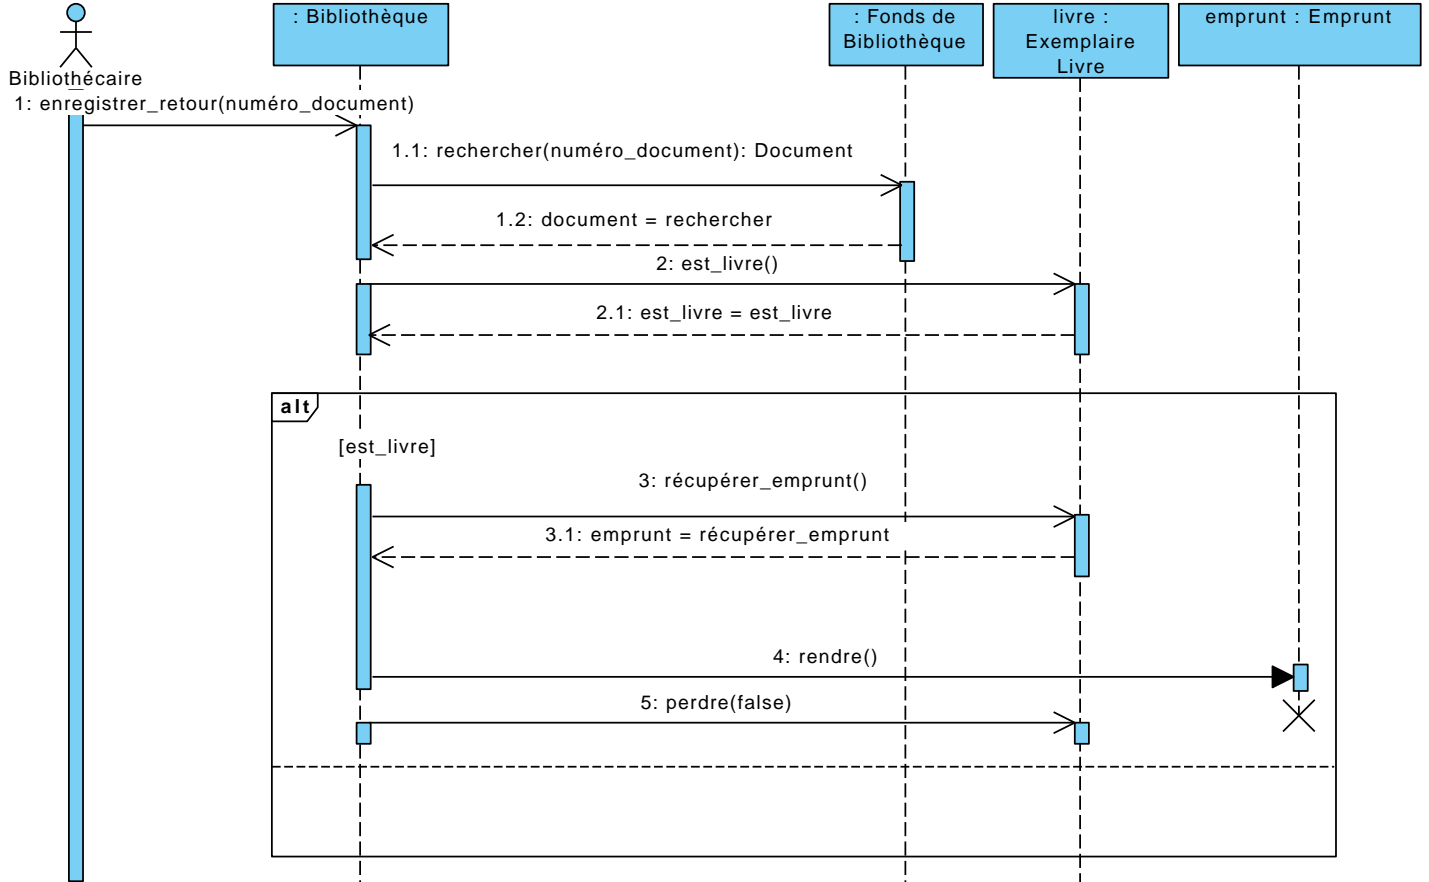 : Bibliothèque
: Fonds de
Bibliothèque
livre :
Exemplaire
Livre
emprunt : Emprunt
Bibliothécaire
1: enregistrer_retour(numéro_document)
1.1: rechercher(numéro_document): Document
1.2: document = rechercher
2: est_livre()
2.1: est_livre = est_livre
alt
[est_livre]
3: récupérer_emprunt()
3.1: emprunt = récupérer_emprunt
4: rendre()
5: perdre(false)